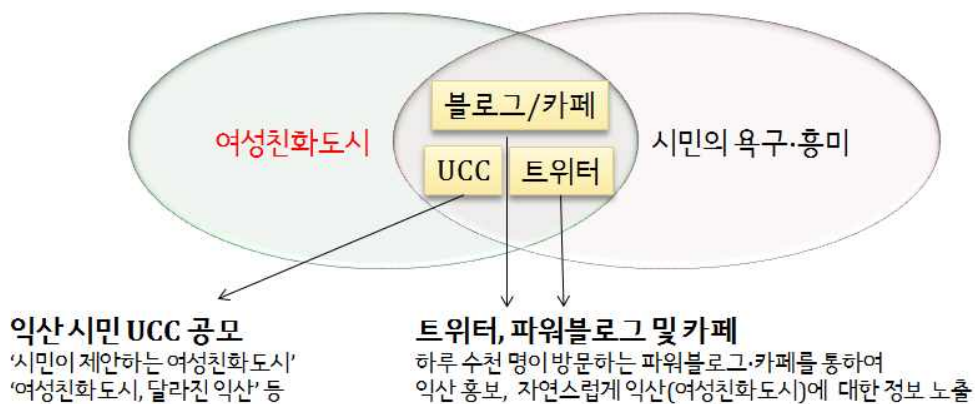 블로그/카페
여성친화도시
시민의 욕구·흥미
UCC
트위터
익산 시민 UCC 공모
‘시민이 제안하는 여성친화도시’
‘여성친화도시, 달라진 익산’ 등
트위터, 파워블로그 및 카페
하루 수천 명이 방문하는 파워블로그·카페를 통하여
익산 홍보, 자연스럽게 익산(여성친화도시)에 대한 정보 노출